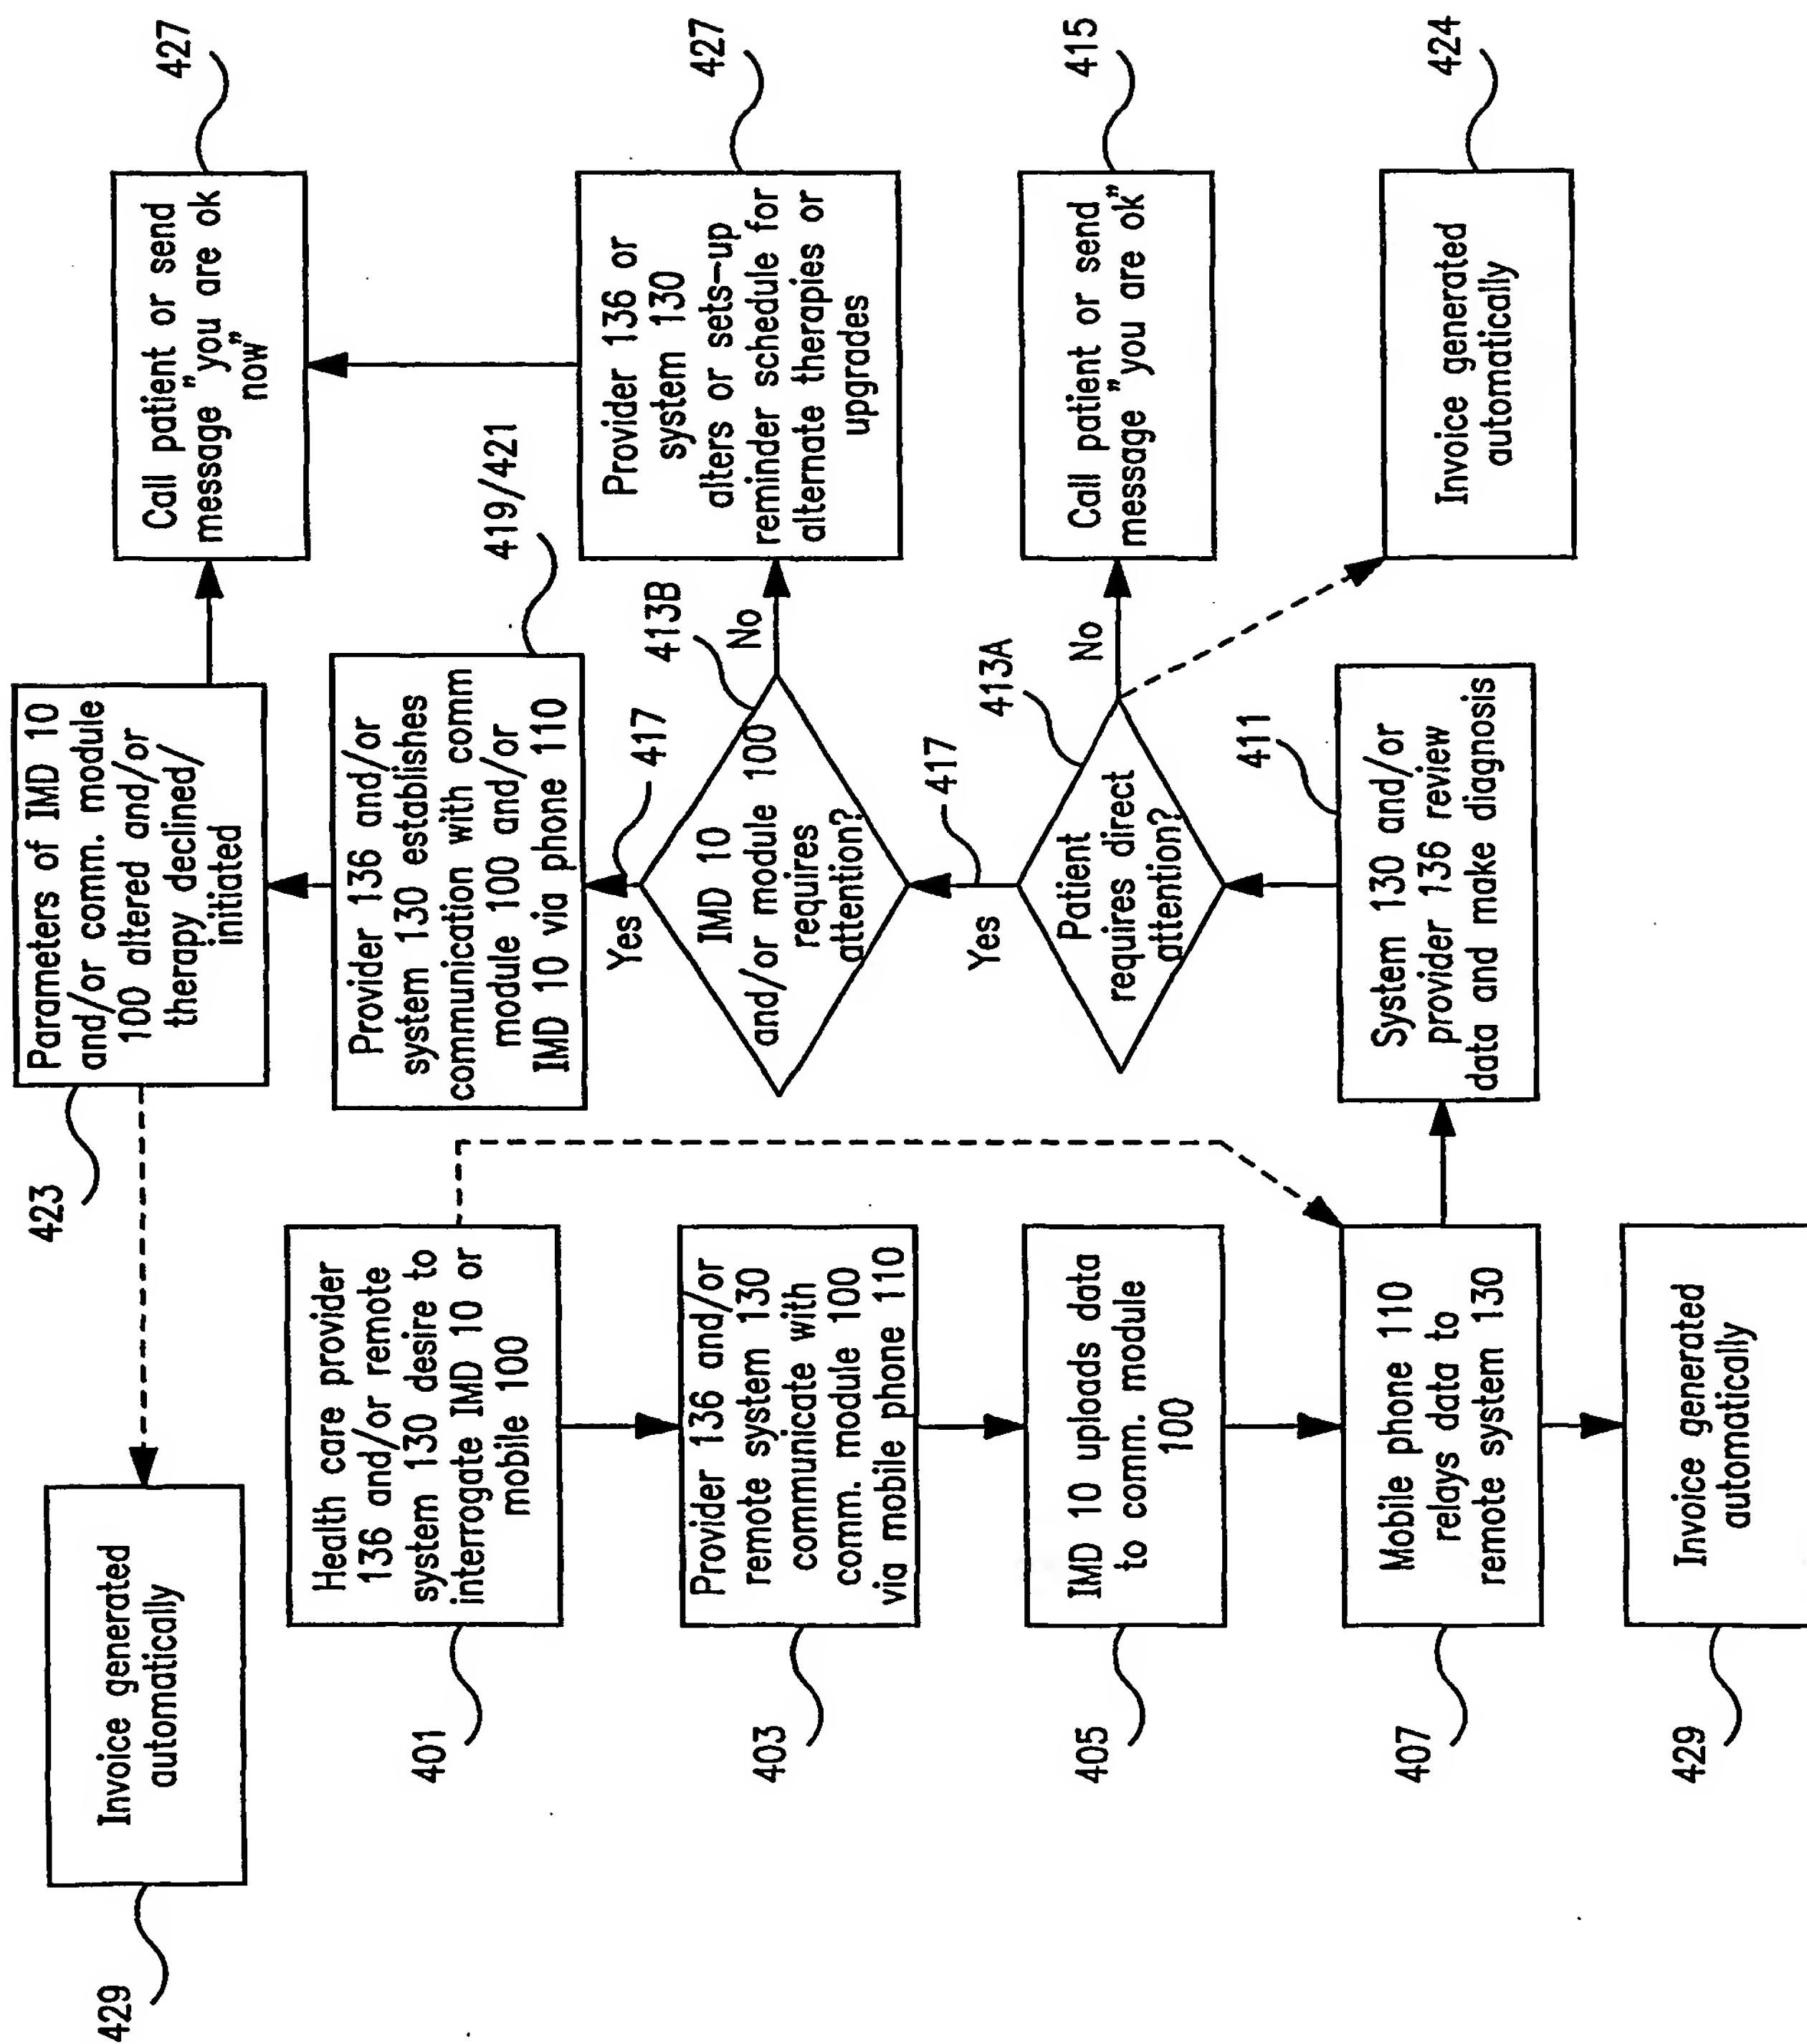 429
Invoice generated
automatically
423
Parameters of IMD 10
and/or comm. module
100 altered and/or
therapy declined/
initiated
Call patient or send
message "you are ok
now"
427
401
Health care provider
136 and/or remote
system 130 desire to
interrogate IMD 10 or
mobile 100
Provider 136 and/or
system 130 establishes
communication with comm
module 100 and/or
IMD 10 via phone 110
419/421
Yes
417
403
Provider 136 and/or
remote system 130
communicate with
comm. module 100
via mobile phone 110
IMD 10
and/or module 100
requires
attention?
413B
No
Provider 136 or
system 130
alters or sets-up
reminder schedule for
alternate therapies or
upgrades
427
Yes
417
405
IMD 10 uploads data
to comm. module
100
Patient
requires direct
attention?
413A
No
Call patient or send
message "you are ok"
415
407
Mobile phone 110
relays data to
remote system 130
411
System 130 and/or
provider 136 review
data and make diagnosis
Invoice generated
automatically
424
429
Invoice generated
automatically